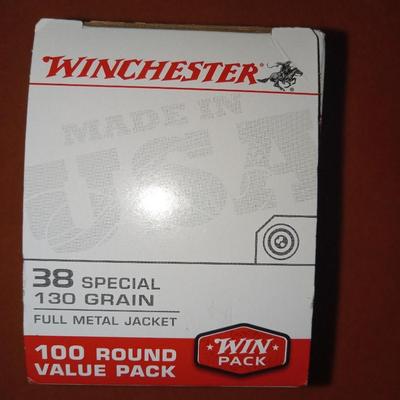 WINCHESTER
MADE IN
USA
38 SPECIAL
130 GRAIN
FULL METAL JACKET
100 ROUND
VALUE PACK
WIN
PACK